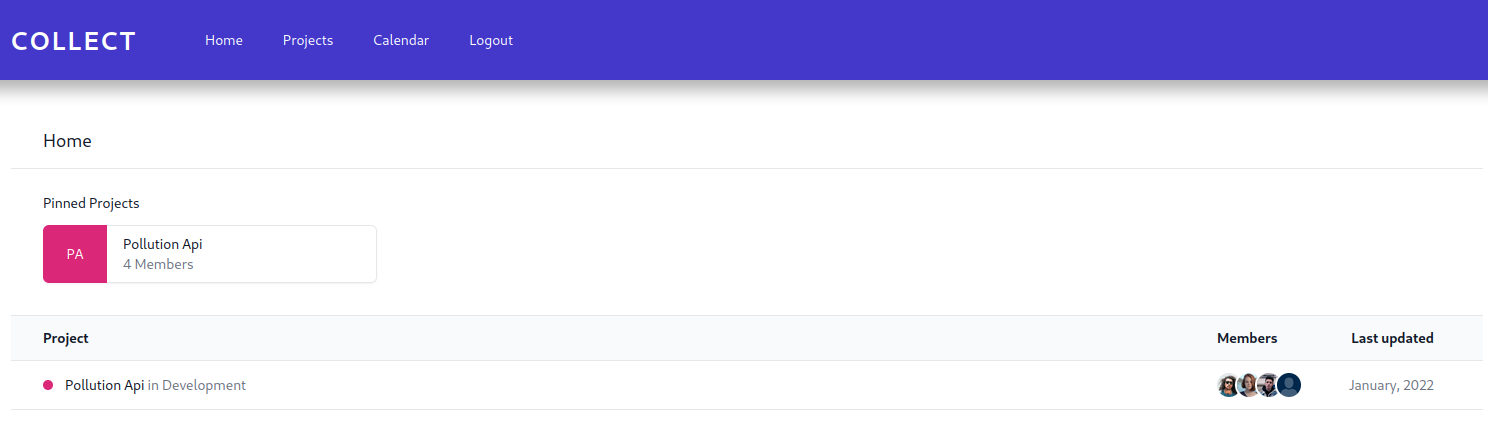 COLLECT Home Projects Calendar Logout
Home
Pinned Projects
PA
Pollution Api
4 Members
Project Members Last updated
Pollution Api in Development January, 2022